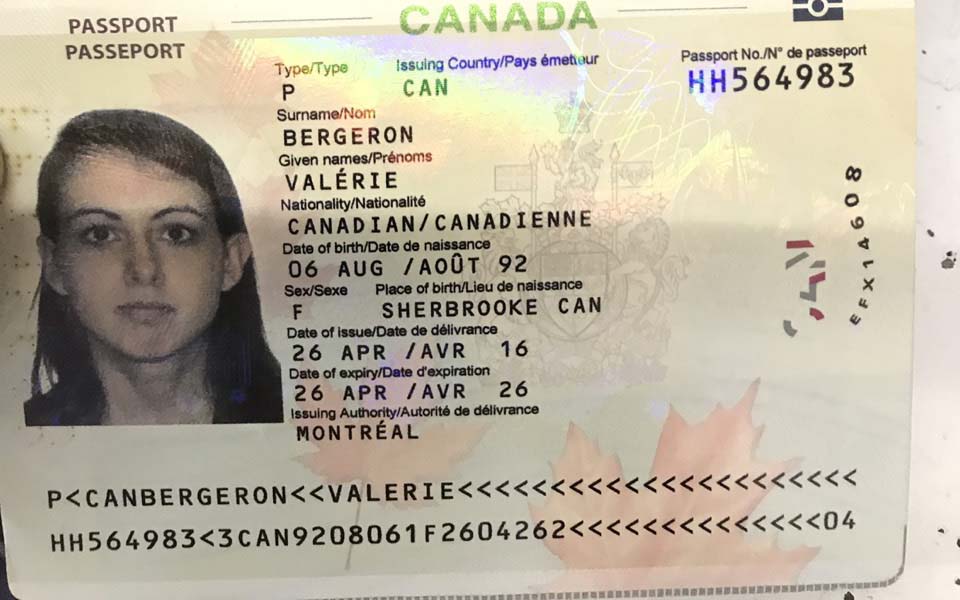 PASSPORT
PASSEPORT
CANADA
Type/Type
Issuing Country/Pays émetteur
Passport No./N° de passeport
P
CAN
HH564983
Surname/Nom
BERGERON
Given names/Prénoms
VALÉRIE
Nationality/Nationalité
CANADIAN/CANADIENNE
Date of birth/Date de naissance
06 AUG /AOÛT 92
Sex/Sexe
Place of birth/Lieu de naissance
F
SHERBROOKE CAN
Date of issue/Date de délivrance
26 APR /AVR 16
Date of expiry/Date d'expiration
26 APR /AVR 26
Issuing Authority/Autorité de délivrance
MONTRÉAL
CAN
EFX14608
P<CANBERGERON<<VALERIE<<<<<<<<<<<<<<<<<<<<<<
HH564983<3CAN9208061F2604262<<<<<<<<<<<<<<04